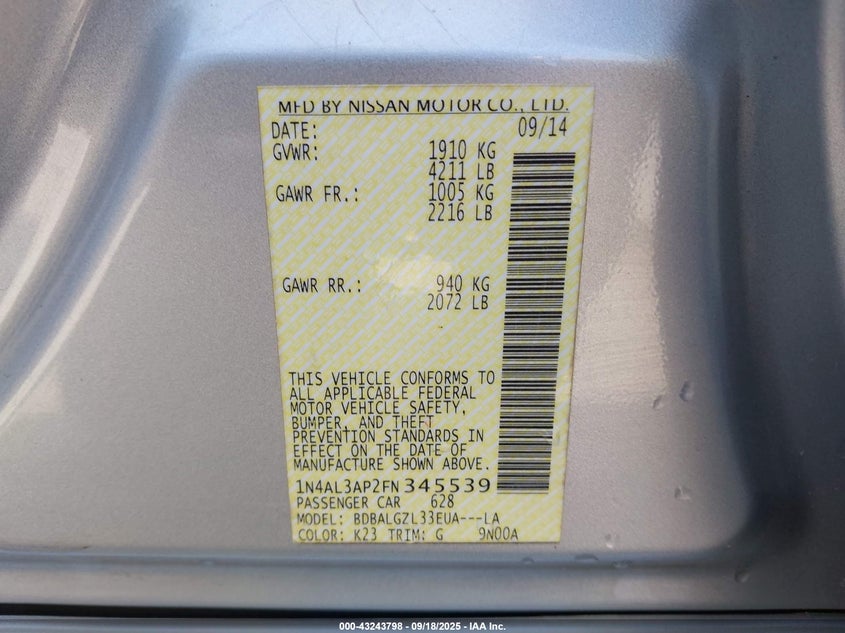 MFD BY NISSAN MOTOR CO., LTD.
DATE: 09/14
GVWR: 1910 KG
4211 LB
GAWR FR.: 1005 KG
2216 LB
GAWR RR.: 940 KG
2072 LB
THIS VEHICLE CONFORMS TO
ALL APPLICABLE FEDERAL
MOTOR VEHICLE SAFETY,
BUMPER, AND THEFT
PREVENTION STANDARDS IN
EFFECT ON THE DATE OF
MANUFACTURE SHOWN ABOVE.
1N4AL3AP2FN345539
PASSENGER CAR 628
MODEL: BDBALGZL33EUA---LA
COLOR: K23 TRIM: G 9N00A
000-43243798 - 09/18/2025 - IAA Inc.